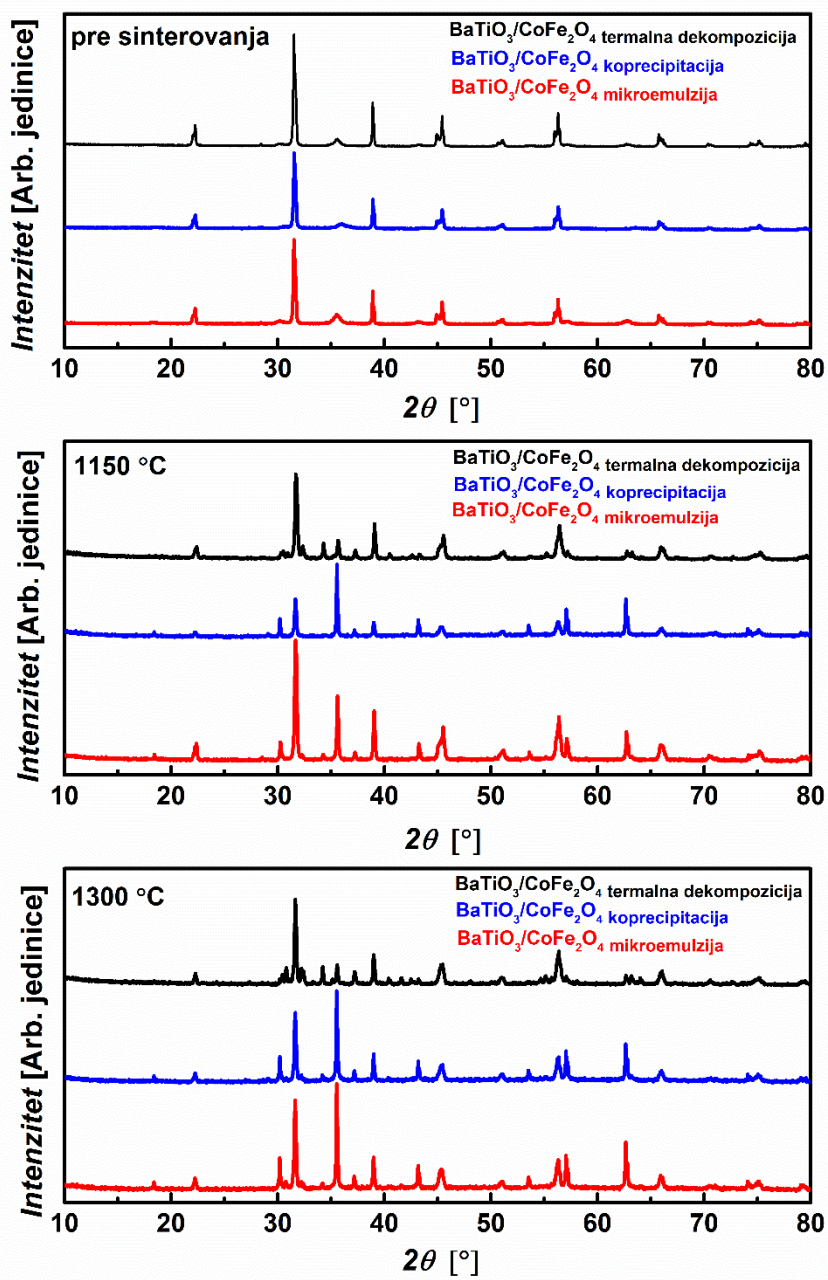 pre sinterovanja
BaTiO₃/CoFe₂O₄ termalna dekompozicija
BaTiO₃/CoFe₂O₄ koprecipitacija
BaTiO₃/CoFe₂O₄ mikroemulzija
Intenzitet [Arb. jedinice]
10 20 30 40 50 60 70 80
2θ [°]
1150 °C
BaTiO₃/CoFe₂O₄ termalna dekompozicija
BaTiO₃/CoFe₂O₄ koprecipitacija
BaTiO₃/CoFe₂O₄ mikroemulzija
Intenzitet [Arb. jedinice]
10 20 30 40 50 60 70 80
2θ [°]
1300 °C
BaTiO₃/CoFe₂O₄ termalna dekompozicija
BaTiO₃/CoFe₂O₄ koprecipitacija
BaTiO₃/CoFe₂O₄ mikroemulzija
Intenzitet [Arb. jedinice]
10 20 30 40 50 60 70 80
2θ [°]